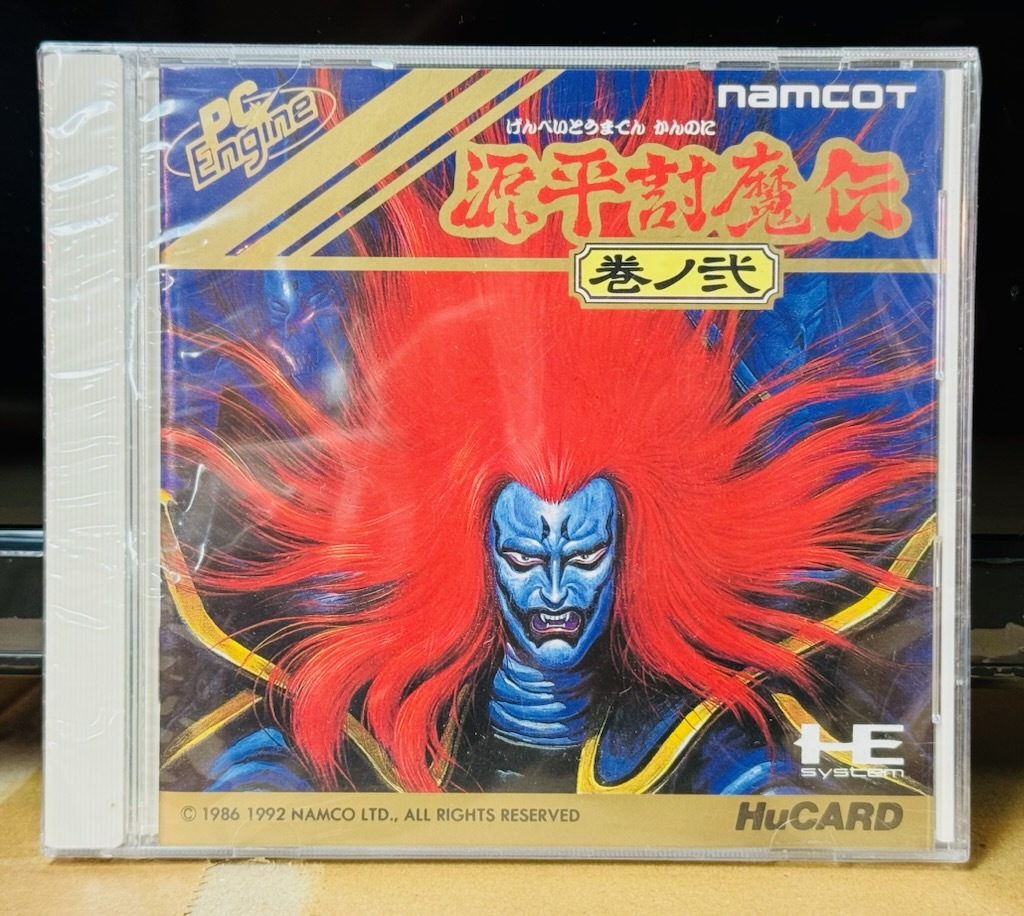 PC Engine
namcot
げんぺいとうまでん かんのに
源平討魔伝
巻ノ弐
HE
system
© 1986 1992 NAMCO LTD., ALL RIGHTS RESERVED
HuCARD